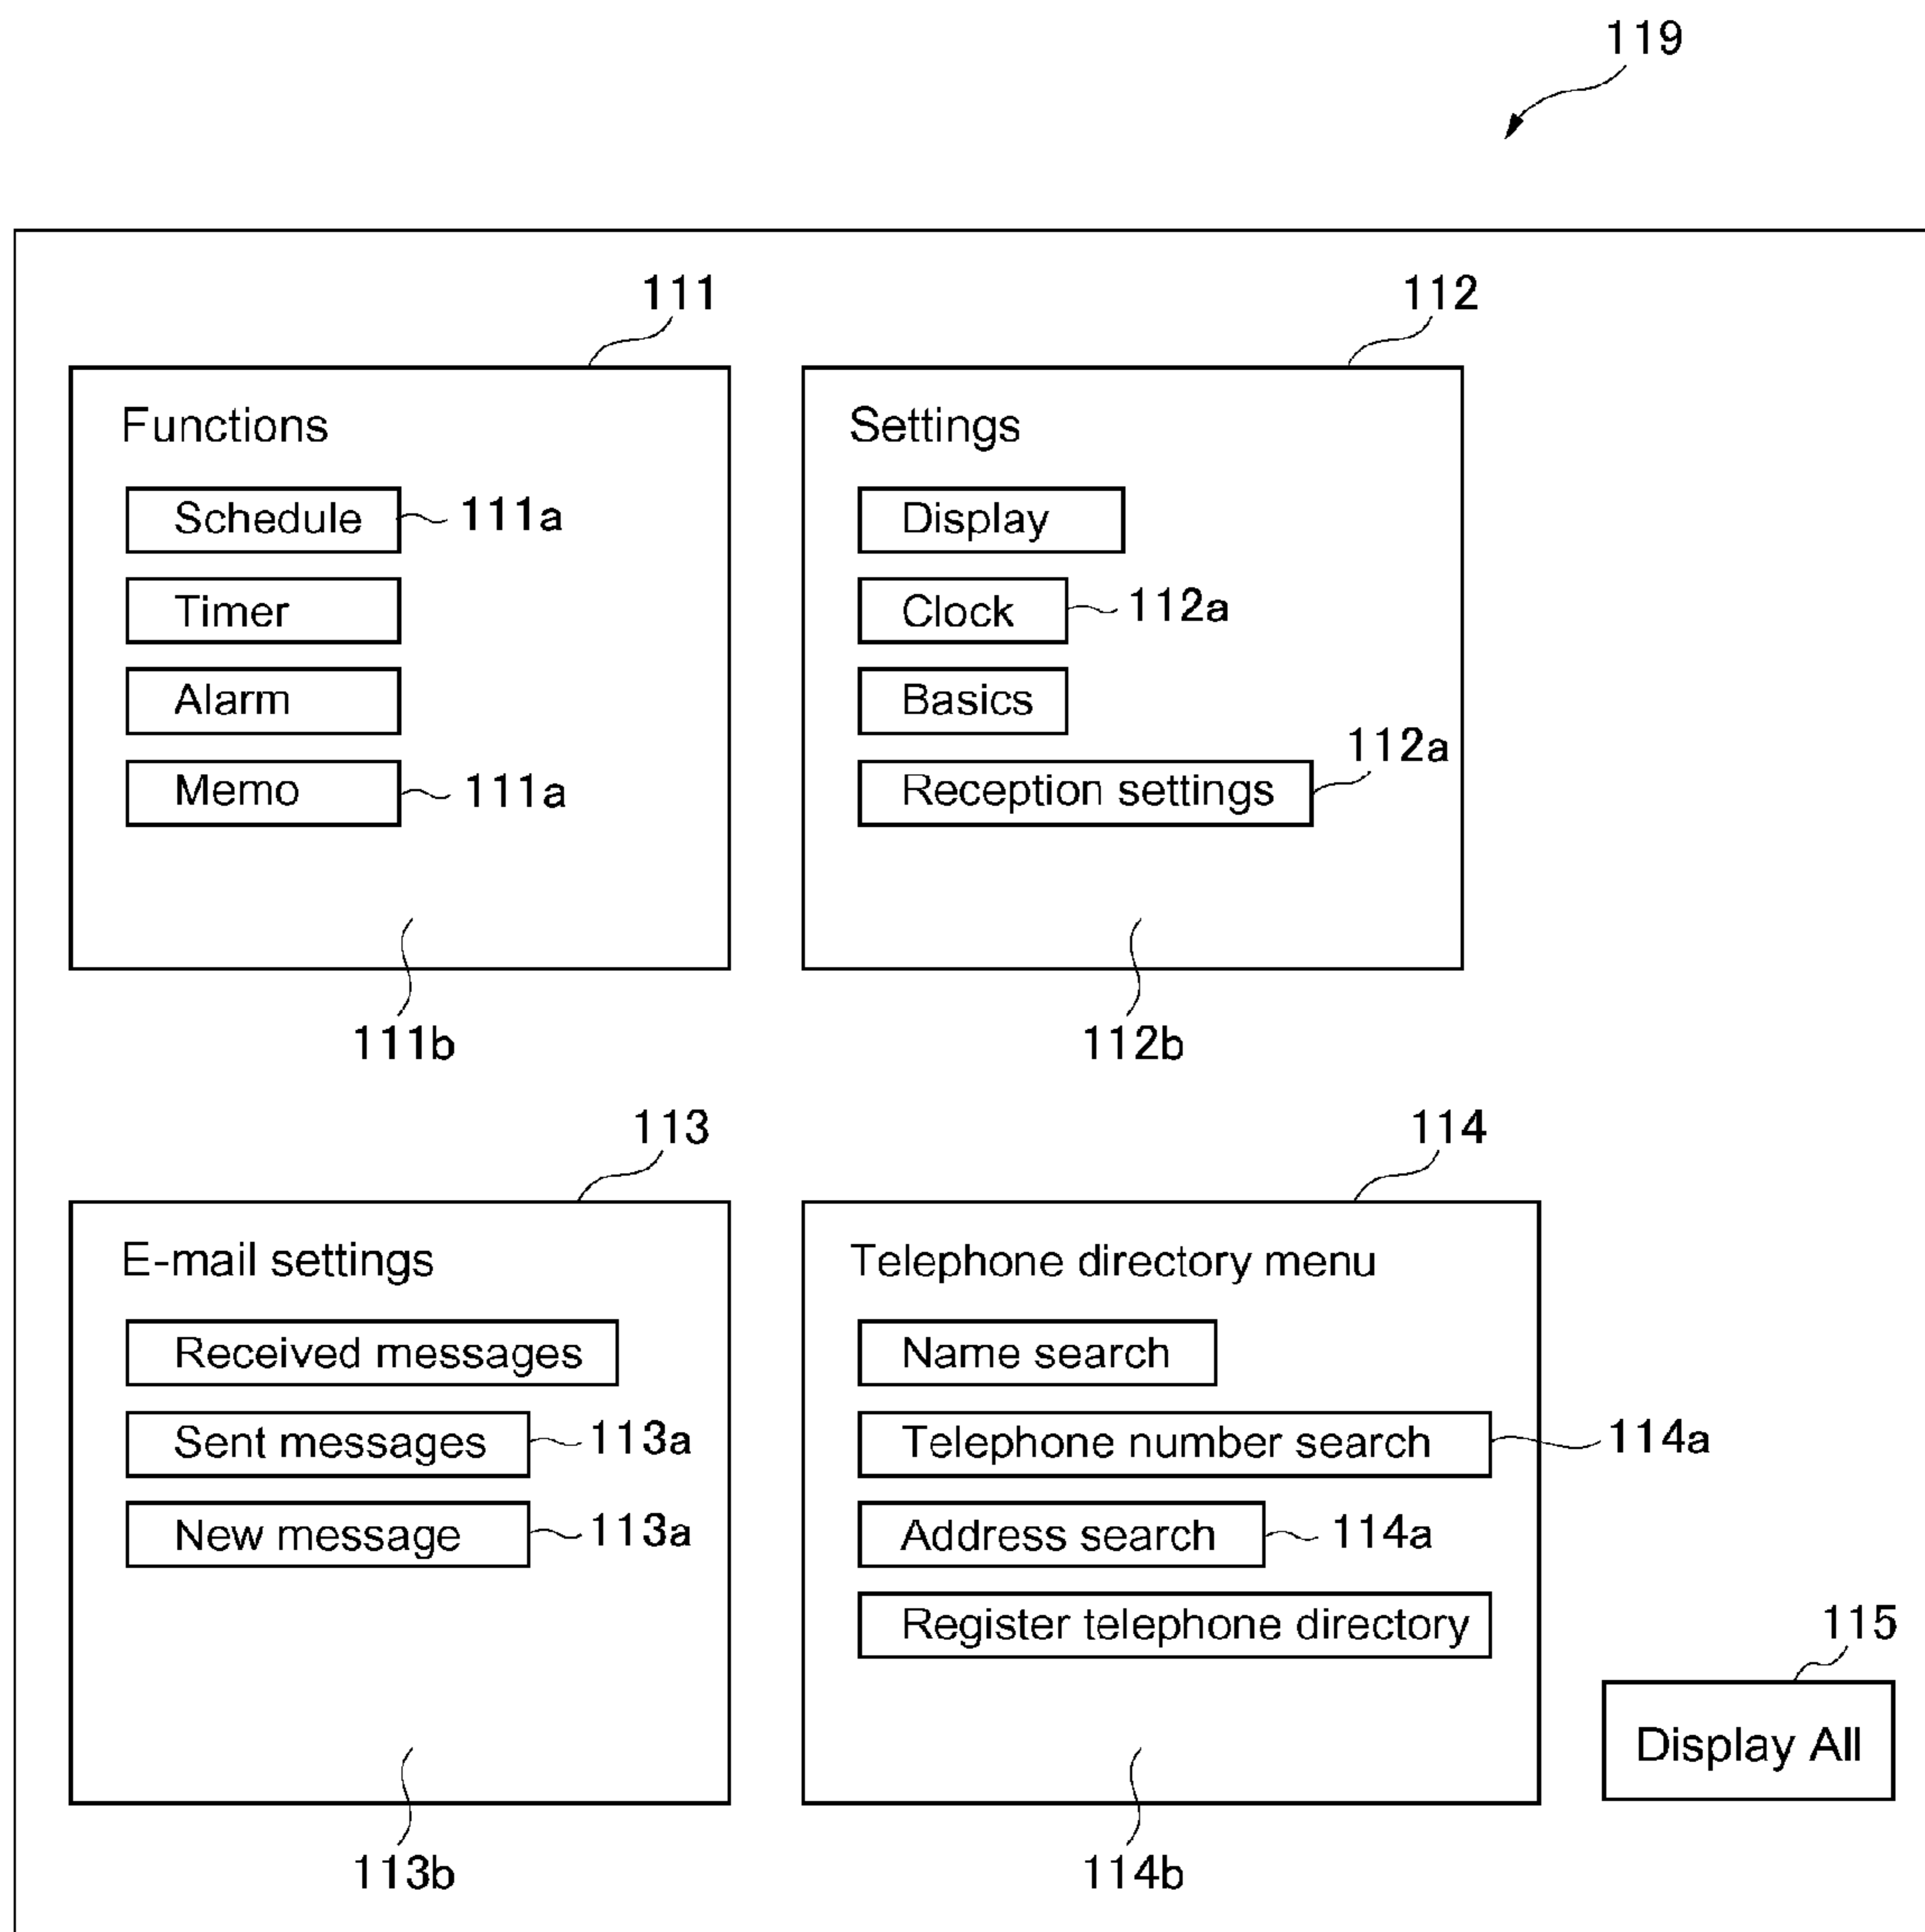 119
111
112
Functions
Settings
Schedule 111a
Display
Timer
Clock 112a
Alarm
Basics
112a
Memo 111a
Reception settings
111b
112b
113
114
E-mail settings
Telephone directory menu
Received messages
Name search
Sent messages 113a
Telephone number search 114a
New message 113a
Address search 114a
Register telephone directory
115
Display All
113b
114b